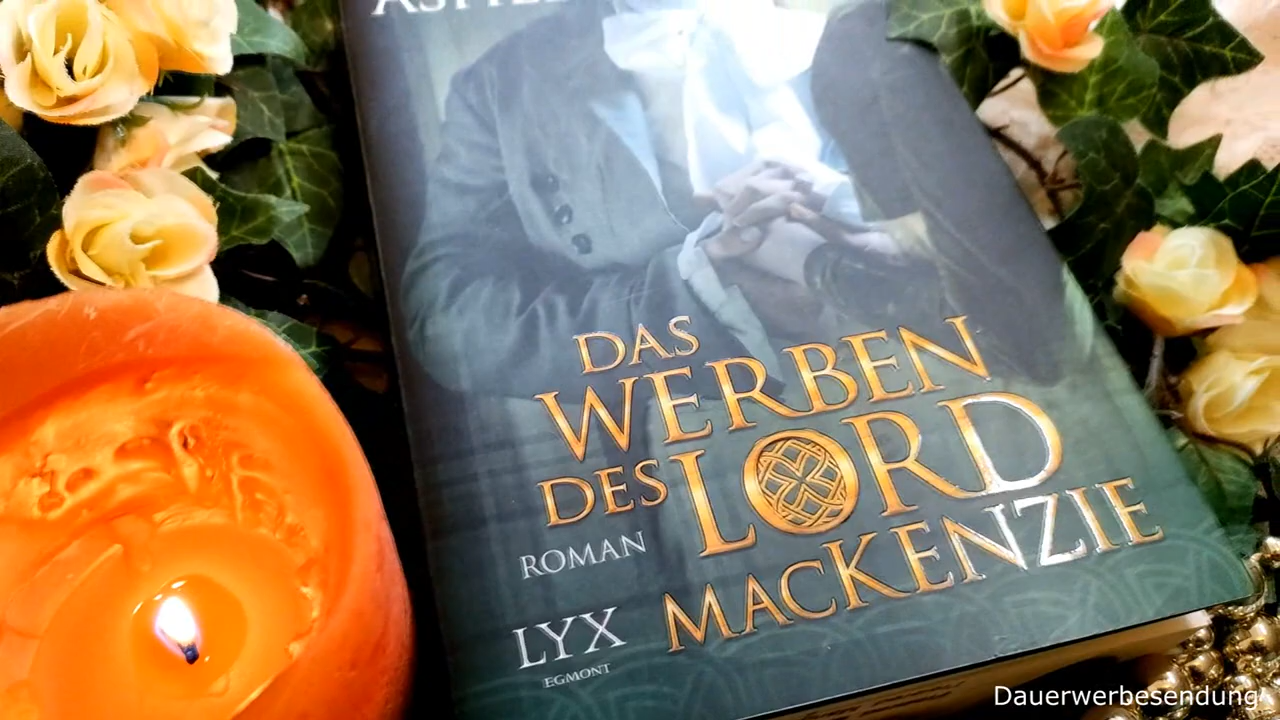 DAS
WERBEN
DES LORD
MACKENZIE
ROMAN
LYX
EGMONT
Dauerwerbesendung